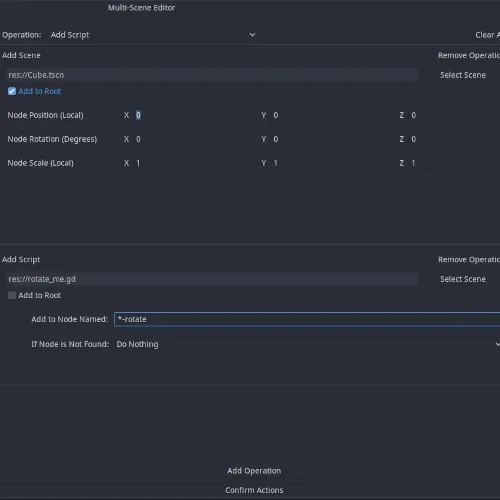 Multi-Scene Editor
Operation: Add Script Clear A
Add Scene Remove Operatio
res://Cube.tscn Select Scene
Add to Root
Node Position (Local) X 0 Y 0 Z 0
Node Rotation (Degrees) X 0 Y 0 Z 0
Node Scale (Local) X 1 Y 1 Z 1
Add Script Remove Operatio
res://rotate_me.gd Select Scene
Add to Root
Add to Node Named: *-rotate
If Node is Not Found: Do Nothing
Add Operation
Confirm Actions